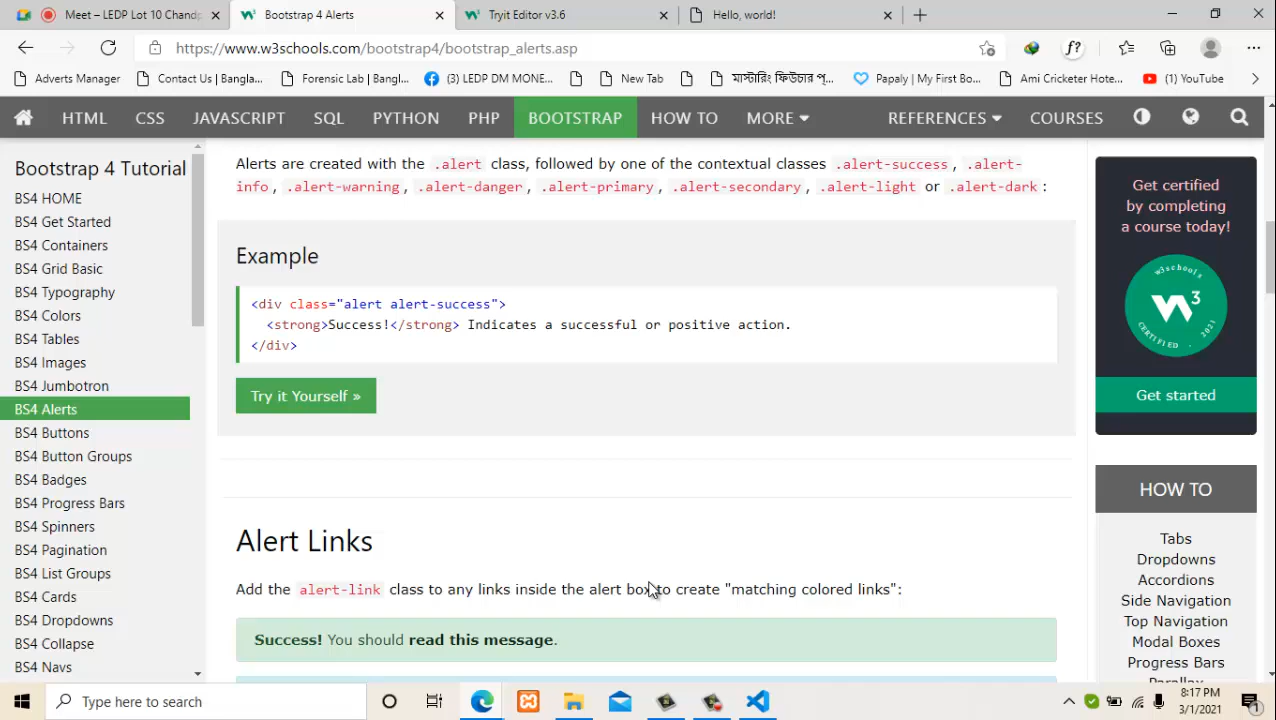 Meet – LEDP Lot 10 Chandp
Bootstrap 4 Alerts
Tryit Editor v3.6
Hello, world!
https://www.w3schools.com/bootstrap4/bootstrap_alerts.asp
Adverts Manager
Contact Us | Bangla...
Forensic Lab | Bangl...
(3) LEDP DM MONE...
New Tab
মাস্টারিং ফিউচার প্...
Papaly | My First Bo...
Ami Cricketer Hote...
(1) YouTube
HTML CSS JAVASCRIPT SQL PYTHON PHP BOOTSTRAP HOW TO MORE REFERENCES COURSES
Bootstrap 4 Tutorial
BS4 HOME
BS4 Get Started
BS4 Containers
BS4 Grid Basic
BS4 Typography
BS4 Colors
BS4 Tables
BS4 Images
BS4 Jumbotron
BS4 Alerts
BS4 Buttons
BS4 Button Groups
BS4 Badges
BS4 Progress Bars
BS4 Spinners
BS4 Pagination
BS4 List Groups
BS4 Cards
BS4 Dropdowns
BS4 Collapse
BS4 Navs
Alerts are created with the .alert class, followed by one of the contextual classes .alert-success, .alert-
info, .alert-warning, .alert-danger, .alert-primary, .alert-secondary, .alert-light or .alert-dark:
Example
<div class="alert alert-success">
<strong>Success!</strong> Indicates a successful or positive action.
</div>
Try it Yourself »
Alert Links
Add the alert-link class to any links inside the alert box to create "matching colored links":
Success! You should read this message.
Get certified
by completing
a course today!
w3schools
W3
CERTIFIED . 2021
Get started
HOW TO
Tabs
Dropdowns
Accordions
Side Navigation
Top Navigation
Modal Boxes
Progress Bars
Parallax
Type here to search
8:17 PM
3/1/2021